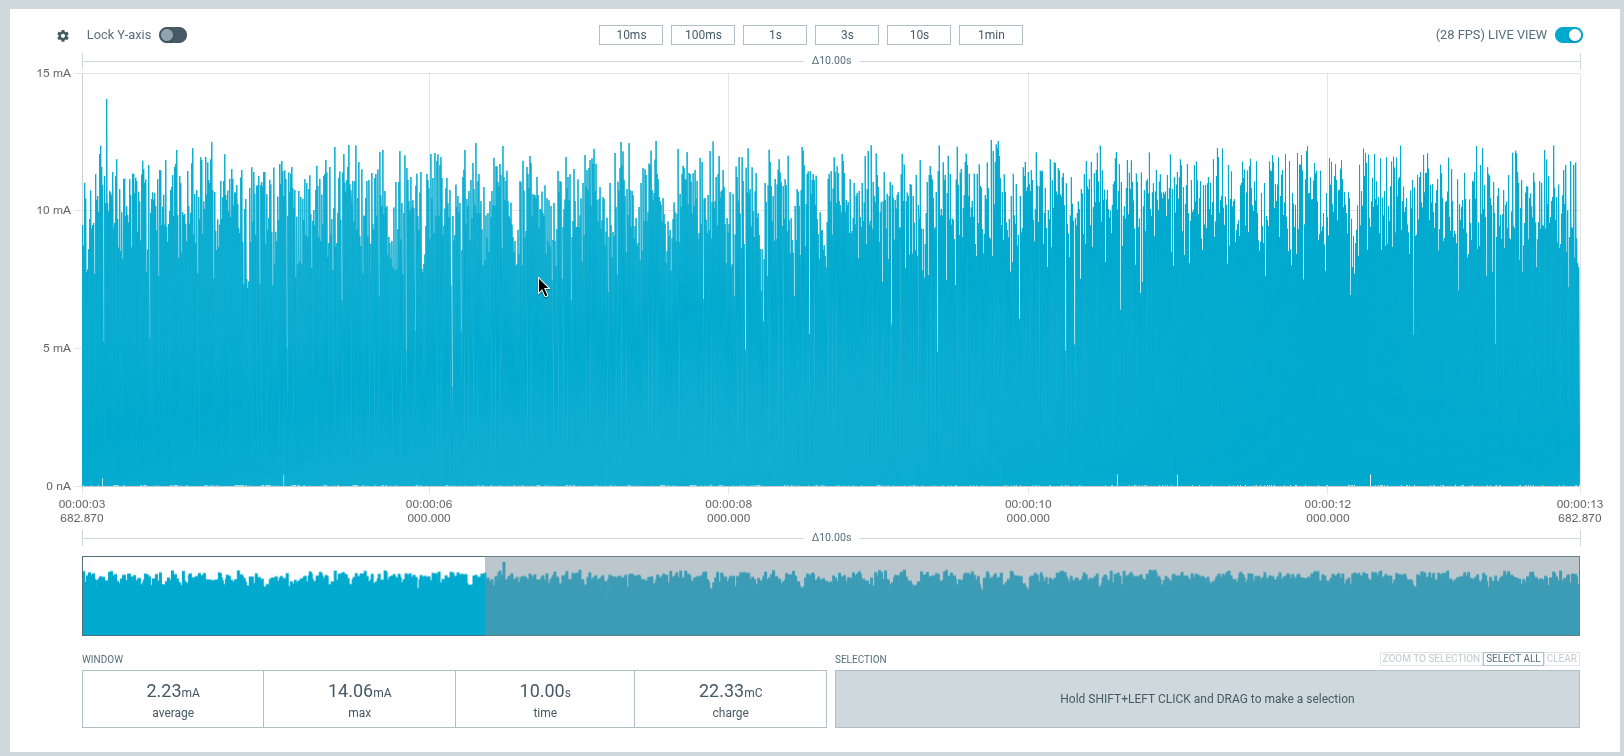 Lock Y-axis
10ms 100ms 1s 3s 10s 1min
(28 FPS) LIVE VIEW
Δ10.00s
15 mA
10 mA
5 mA
0 nA
00:00:03 00:00:06 00:00:08 00:00:10 00:00:12 00:00:13
682.870 000.000 000.000 000.000 000.000 682.870
Δ10.00s
WINDOW
2.23mA 14.06mA 10.00s 22.33mC
average max time charge
SELECTION
ZOOM TO SELECTION SELECT ALL CLEAR
Hold SHIFT+LEFT CLICK and DRAG to make a selection